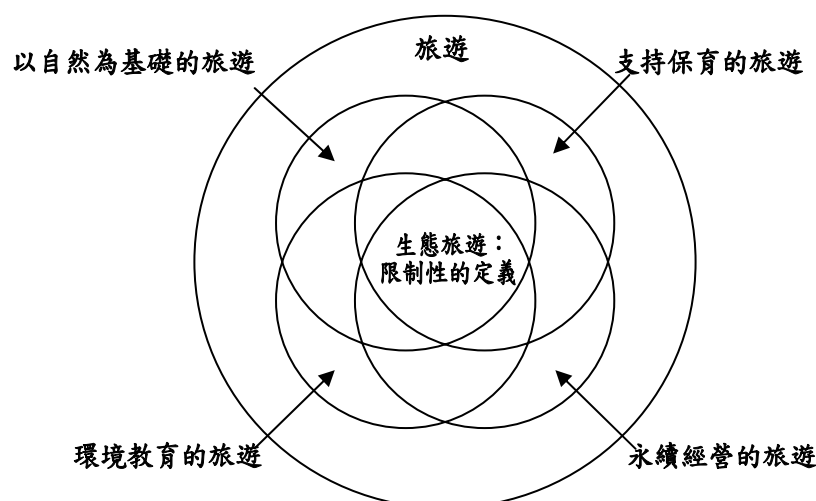 旅遊
以自然為基礎的旅遊
支持保育的旅遊
生態旅遊：
限制性的定義
環境教育的旅遊
永續經營的旅遊